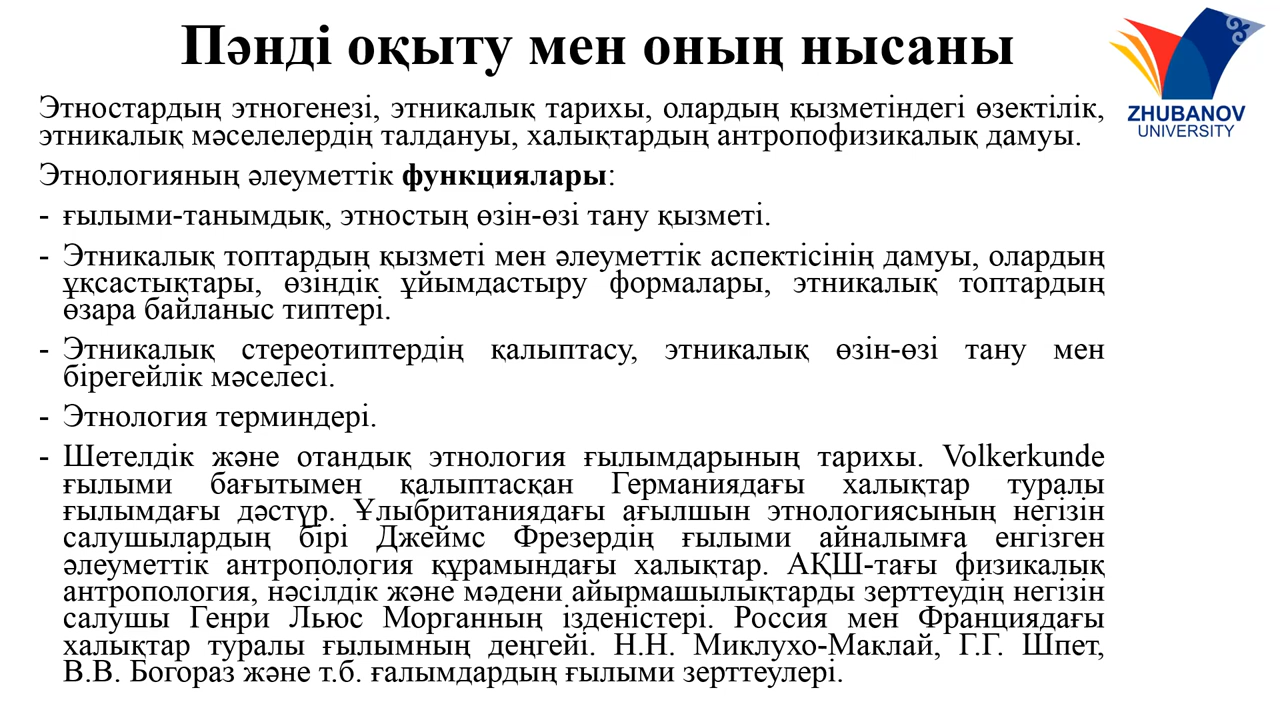 Пәнді оқыту мен оның нысаны
ZHUBANOV
UNIVERSITY
Этностардың этногенезі, этникалық тарихы, олардың қызметіндегі өзектілік,
этникалық мәселелердің талдануы, халықтардың антропофизикалық дамуы.
Этнологияның әлеуметтік функциялары:
- ғылыми-танымдық, этностың өзін-өзі тану қызметі.
- Этникалық топтардың қызметі мен әлеуметтік аспектісінің дамуы, олардың
ұқсастықтары, өзіндік ұйымдастыру формалары, этникалық топтардың
өзара байланыс типтері.
- Этникалық стереотиптердің қалыптасу, этникалық өзін-өзі тану мен
бірегейлік мәселесі.
- Этнология терминдері.
- Шетелдік және отандық этнология ғылымдарының тарихы. Volkerkunde
ғылыми бағытымен қалыптасқан Германиядағы халықтар туралы
ғылымдағы дәстүр. Ұлыбританиядағы ағылшын этнологиясының негізін
салушылардың бірі Джеймс Фрезердің ғылыми айналымға енгізген
әлеуметтік антропология құрамындағы халықтар. АҚШ-тағы физикалық
антропология, нәсілдік және мәдени айырмашылықтарды зерттеудің негізін
салушы Генри Льюс Морганның ізденістері. Россия мен Франциядағы
халықтар туралы ғылымның деңгейі. Н.Н. Миклухо-Маклай, Г.Г. Шпет,
В.В. Богораз және т.б. ғалымдардың ғылыми зерттеулері.